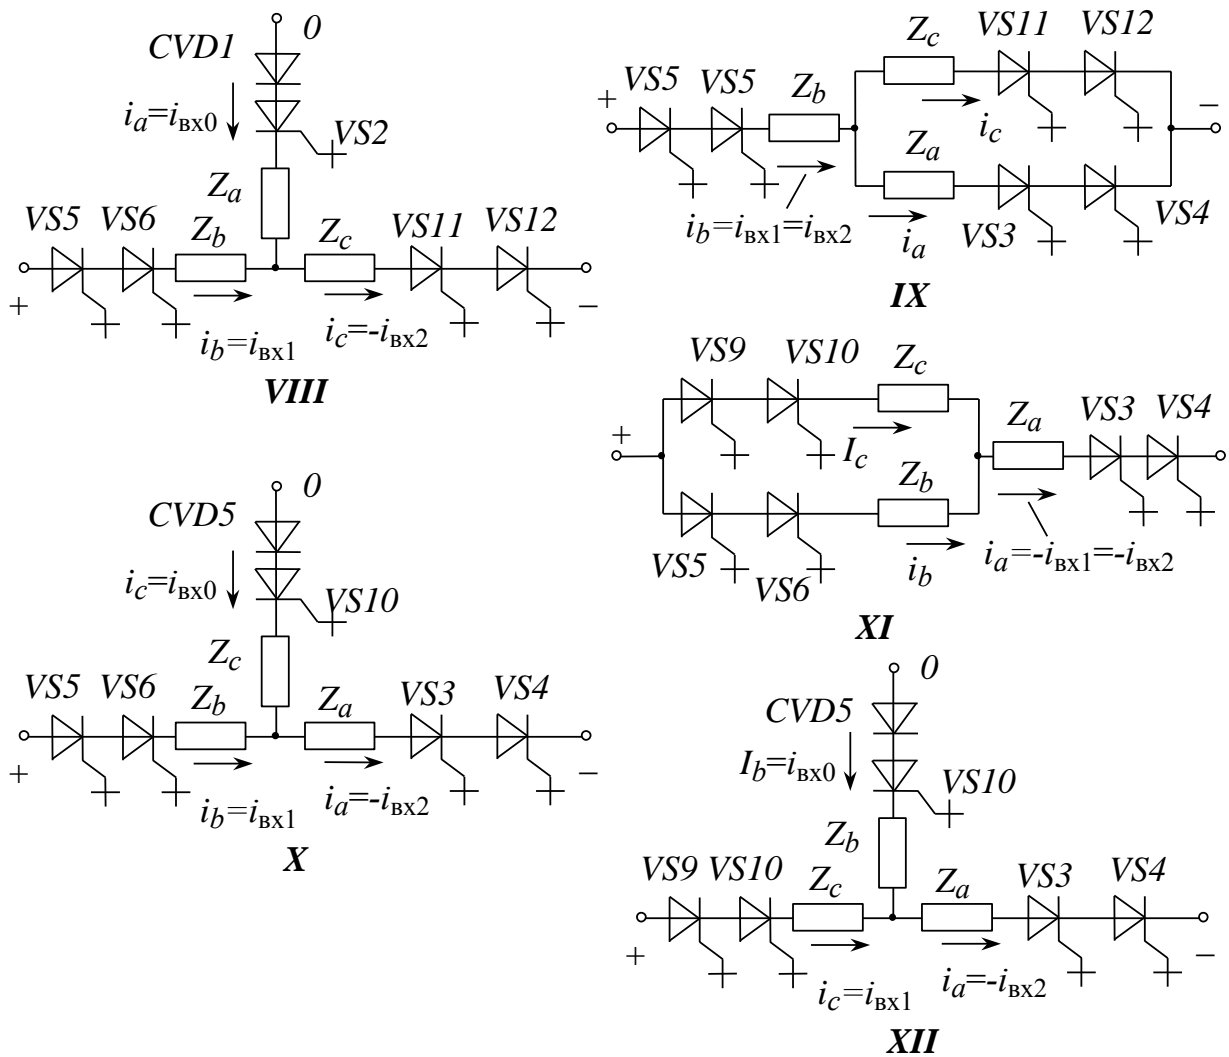 0
CVD1
i_a=i_вх0
VS2
Z_a
VS5 VS6 Z_b Z_c VS11 VS12
+ −
i_b=i_вх1 i_c=-i_вх2
VIII
Z_c VS11 VS12
VS5 VS5 Z_b
+ −
i_c
Z_a
i_b=i_вх1=i_вх2 i_a VS3 VS4
IX
VS9 VS10 Z_c
+
I_c
Z_a VS3 VS4
Z_b
VS5 VS6 i_b i_a=-i_вх1=-i_вх2
XI
0
CVD5
i_c=i_вх0
VS10
Z_c
VS5 VS6 Z_b Z_a VS3 VS4
+ −
i_b=i_вх1 i_a=-i_вх2
X
0
CVD5
I_b=i_вх0
VS10
Z_b
VS9 VS10 Z_c Z_a VS3 VS4
+ −
i_c=i_вх1 i_a=-i_вх2
XII